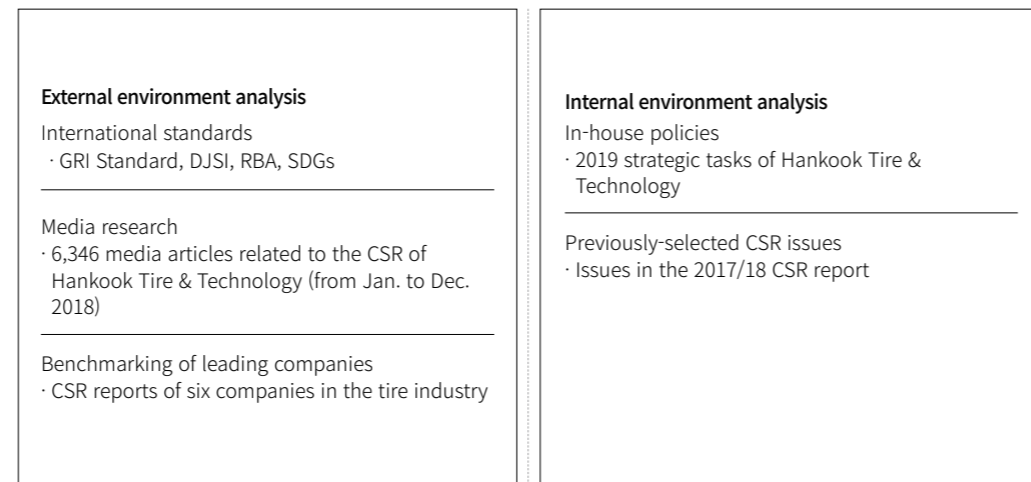 External environment analysis
International standards
· GRI Standard, DJSI, RBA, SDGs
Media research
· 6,346 media articles related to the CSR of
Hankook Tire & Technology (from Jan. to Dec.
2018)
Benchmarking of leading companies
· CSR reports of six companies in the tire industry
Internal environment analysis
In-house policies
· 2019 strategic tasks of Hankook Tire &
Technology
Previously-selected CSR issues
· Issues in the 2017/18 CSR report